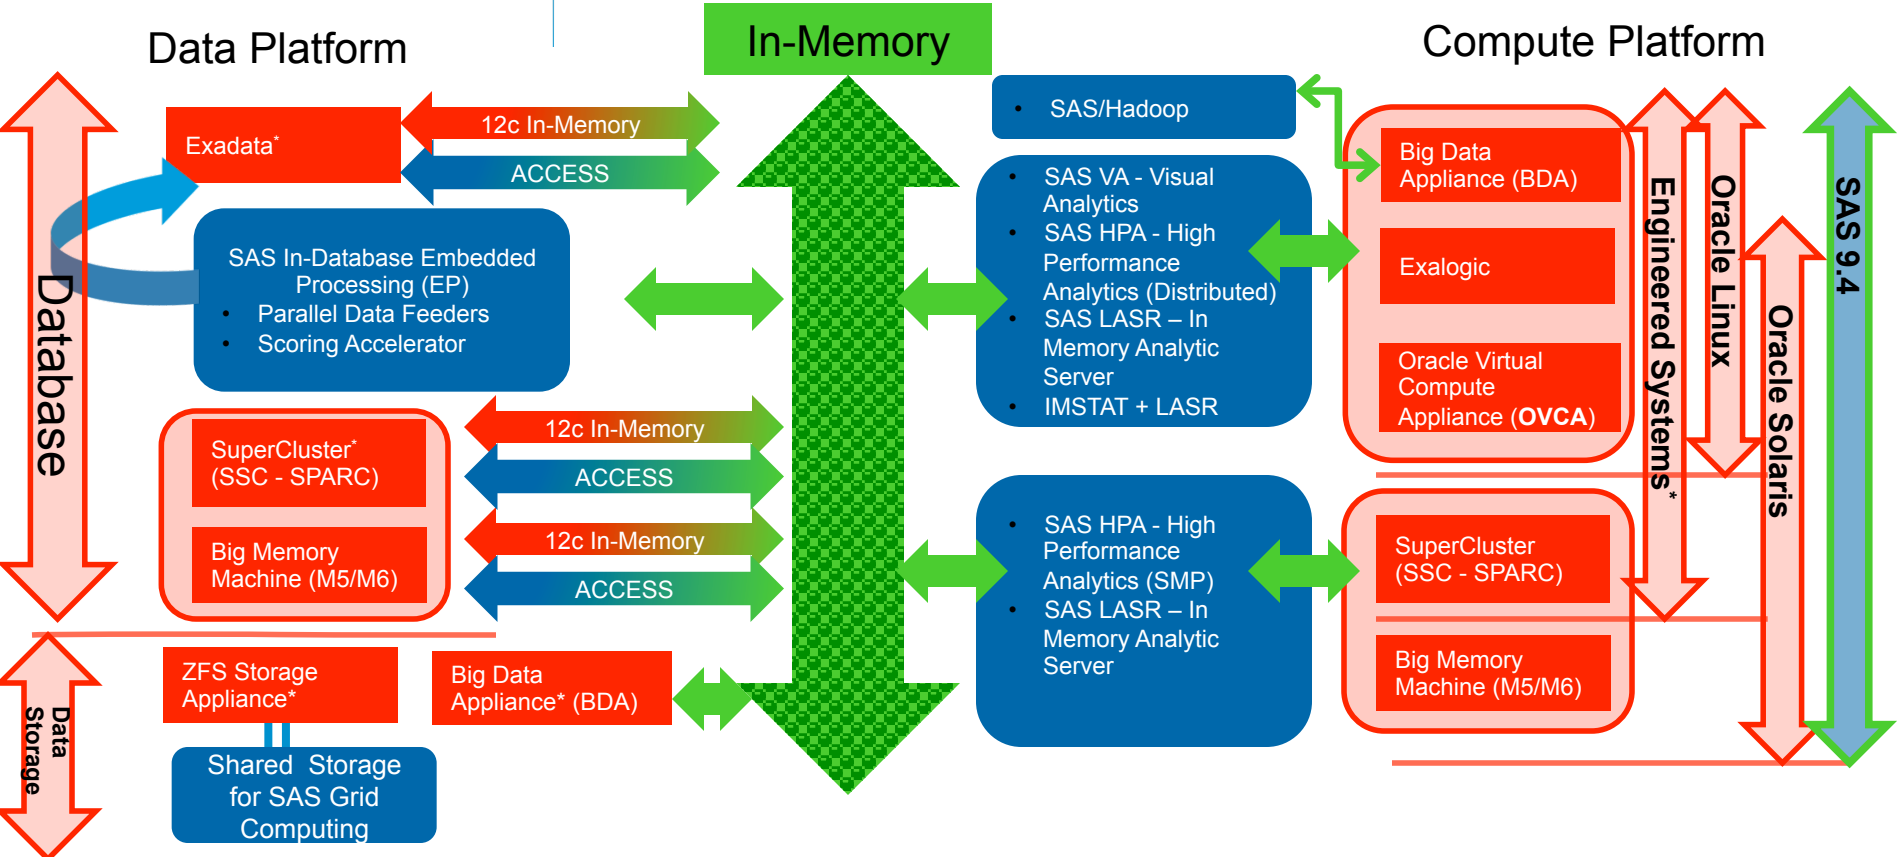 Data Platform
In-Memory
Compute Platform
Exadata*
12c In-Memory
ACCESS
SAS In-Database Embedded
Processing (EP)
• Parallel Data Feeders
• Scoring Accelerator
Database
SuperCluster*
(SSC - SPARC)
Big Memory
Machine (M5/M6)
12c In-Memory
ACCESS
12c In-Memory
ACCESS
ZFS Storage
Appliance*
Big Data
Appliance* (BDA)
Data
Storage
Shared Storage
for SAS Grid
Computing
• SAS/Hadoop
• SAS VA - Visual
Analytics
• SAS HPA - High
Performance
Analytics (Distributed)
• SAS LASR – In
Memory Analytic
Server
• IMSTAT + LASR
• SAS HPA - High
Performance
Analytics (SMP)
• SAS LASR – In
Memory Analytic
Server
Big Data
Appliance (BDA)
Exalogic
Oracle Virtual
Compute
Appliance (OVCA)
SuperCluster
(SSC - SPARC)
Big Memory
Machine (M5/M6)
Engineered Systems*
Oracle Linux
Oracle Solaris
SAS 9.4